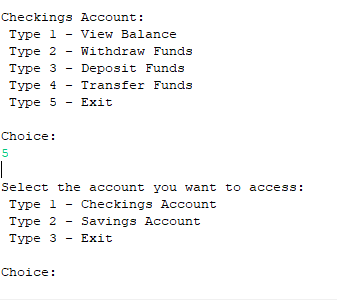 Checkings Account:
Type 1 - View Balance
Type 2 - Withdraw Funds
Type 3 - Deposit Funds
Type 4 - Transfer Funds
Type 5 - Exit
Choice:
5
Select the account you want to access:
Type 1 - Checkings Account
Type 2 - Savings Account
Type 3 - Exit
Choice: